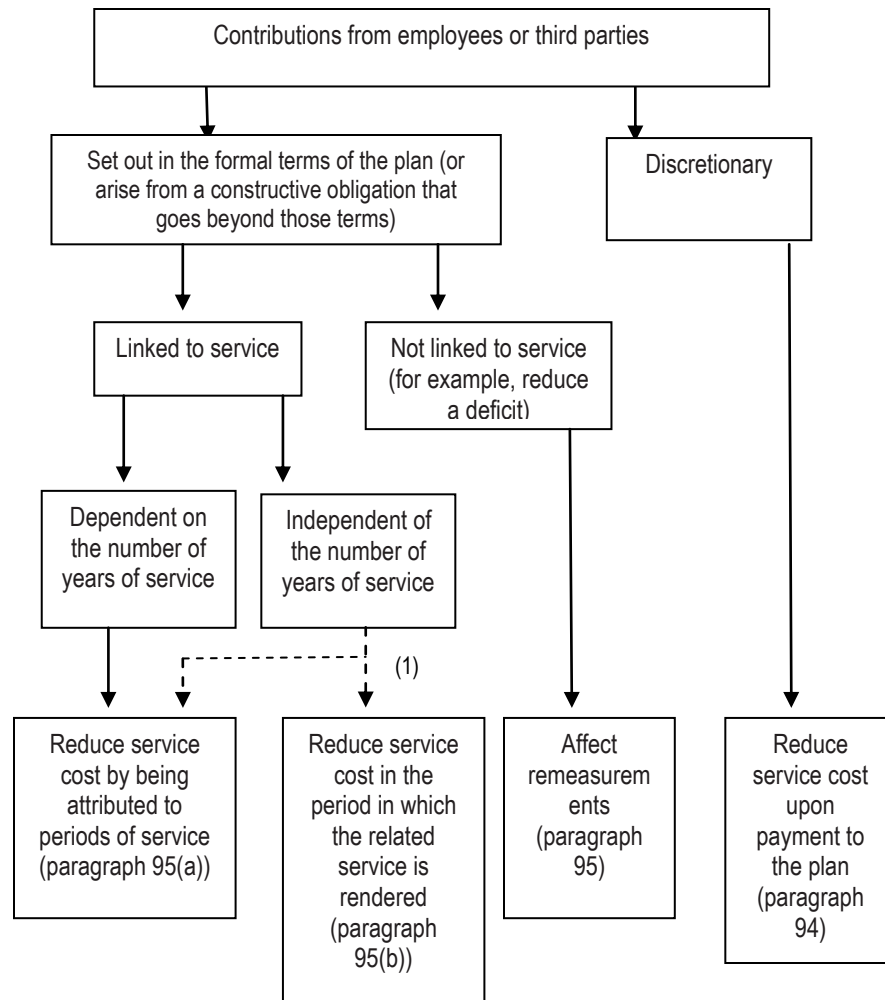 Contributions from employees or third parties
Set out in the formal terms of the plan (or
arise from a constructive obligation that
goes beyond those terms)
Discretionary
Linked to service
Not linked to service
(for example, reduce
a deficit)
Dependent on
the number of
years of service
Independent of
the number of
years of service
(1)
Reduce service
cost by being
attributed to
periods of service
(paragraph 95(a))
Reduce service
cost in the
period in which
the related
service is
rendered
(paragraph
95(b))
Affect
remeasurem
ents
(paragraph
95)
Reduce
service cost
upon
payment to
the plan
(paragraph
94)